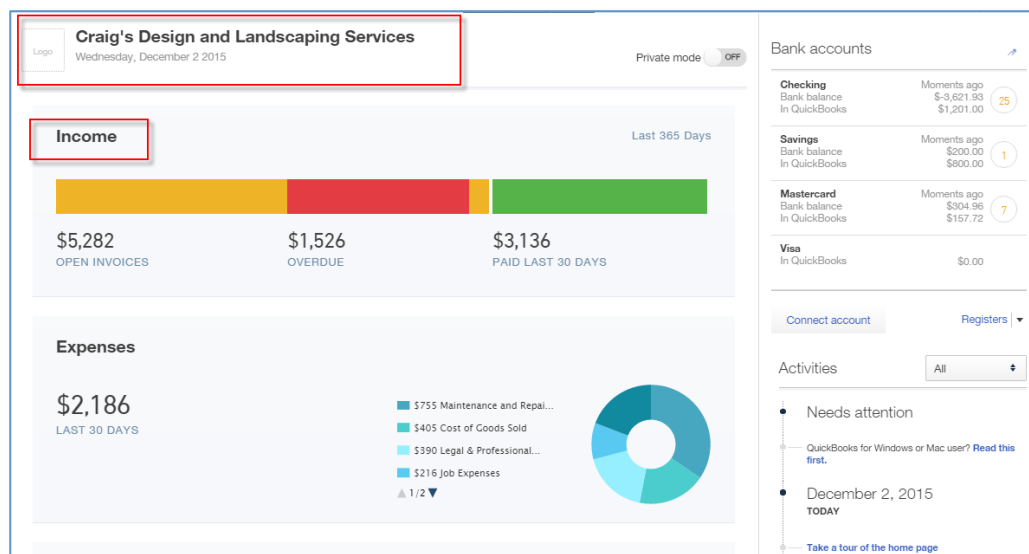 Logo
Craig's Design and Landscaping Services
Wednesday, December 2 2015
Private mode OFF
Income
Last 365 Days
$5,282
OPEN INVOICES
$1,526
OVERDUE
$3,136
PAID LAST 30 DAYS
Expenses
$2,186
LAST 30 DAYS
$755 Maintenance and Repai...
$405 Cost of Goods Sold
$390 Legal & Professional...
$216 Job Expenses
1/2
Bank accounts
Checking Moments ago
Bank balance $-3,621.93
In QuickBooks $1,201.00
25
Savings Moments ago
Bank balance $200.00
In QuickBooks $800.00
1
Mastercard Moments ago
Bank balance $304.96
In QuickBooks $157.72
7
Visa
In QuickBooks $0.00
Connect account Registers
Activities All
Needs attention
QuickBooks for Windows or Mac user? Read this
first.
December 2, 2015
TODAY
Take a tour of the home page